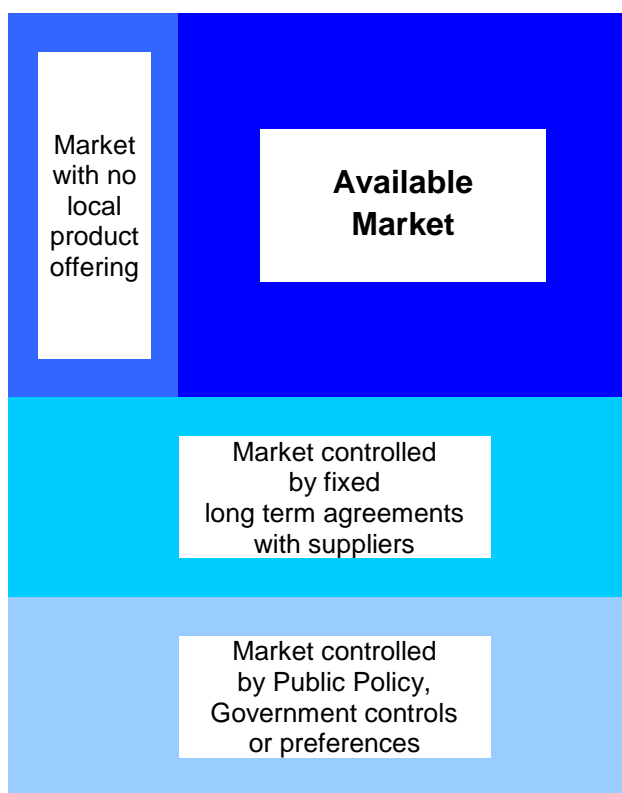 Market
with no
local
product
offering
Available
Market
Market controlled
by fixed
long term agreements
with suppliers
Market controlled
by Public Policy,
Government controls
or preferences